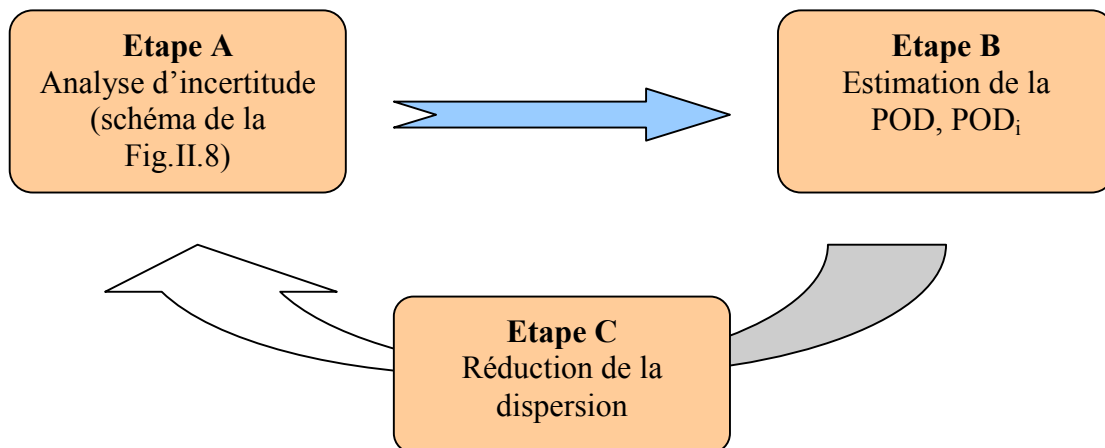 Etape A
Analyse d’incertitude
(schéma de la
Fig.II.8)
Etape B
Estimation de la
POD, PODi
Etape C
Réduction de la
dispersion